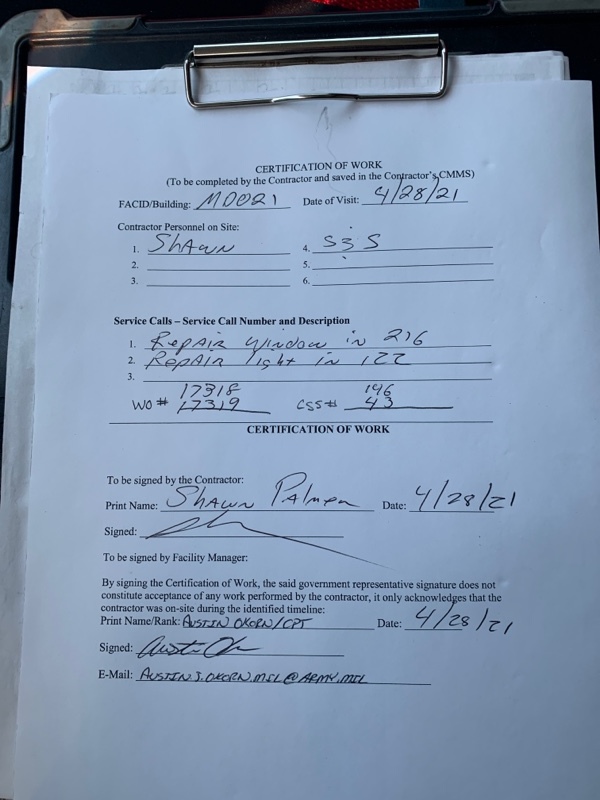 CERTIFICATION OF WORK
(To be completed by the Contractor and saved in the Contractor's CMMS)
FACID/Building: MD021 Date of Visit: 4/28/21
Contractor Personnel on Site:
1. Shawn 4. S3S
2. 5.
3. 6.
Service Calls – Service Call Number and Description
1. Repair Window in 216
2. Repair light in 122
3.
17318 196
WO # 17319 CSS# 43
CERTIFICATION OF WORK
To be signed by the Contractor:
Print Name: Shawn Palmer Date: 4/28/21
Signed:
To be signed by Facility Manager:
By signing the Certification of Work, the said government representative signature does not
constitute acceptance of any work performed by the contractor, it only acknowledges that the
contractor was on-site during the identified timeline:
Print Name/Rank: AUSTIN OKORN/CPT Date: 4/28/21
Signed:
E-Mail: AUSTIN.J.OKORN.MIL@ARMY.MIL